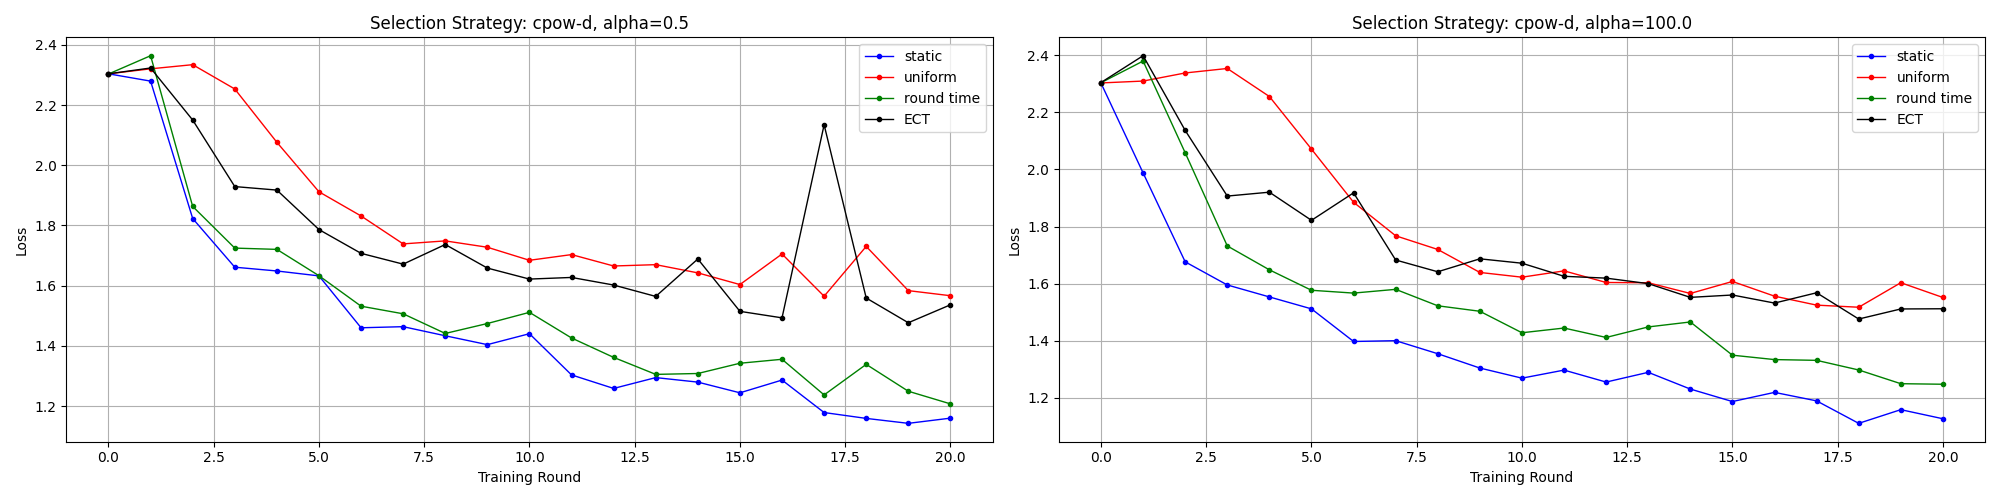 Selection Strategy: cpow-d, alpha=0.5
2.4
2.2
2.0
1.8
1.6
1.4
1.2
Loss
0.0
2.5
5.0
7.5
10.0
12.5
15.0
17.5
20.0
Training Round
static
uniform
round time
ECT
Selection Strategy: cpow-d, alpha=100.0
2.4
2.2
2.0
1.8
1.6
1.4
1.2
Loss
0.0
2.5
5.0
7.5
10.0
12.5
15.0
17.5
20.0
Training Round
static
uniform
round time
ECT